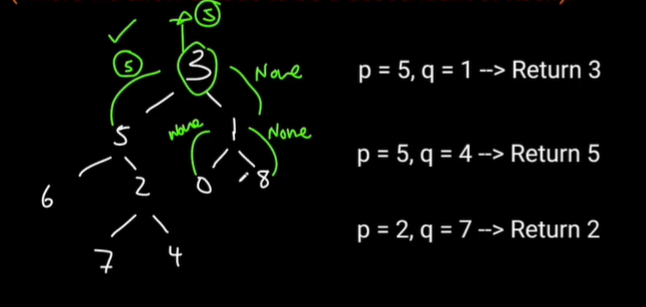 5
5
3
None
p = 5, q = 1 --> Return 3
5
None
1
None
p = 5, q = 4 --> Return 5
6
2
0
8
7
4
p = 2, q = 7 --> Return 2